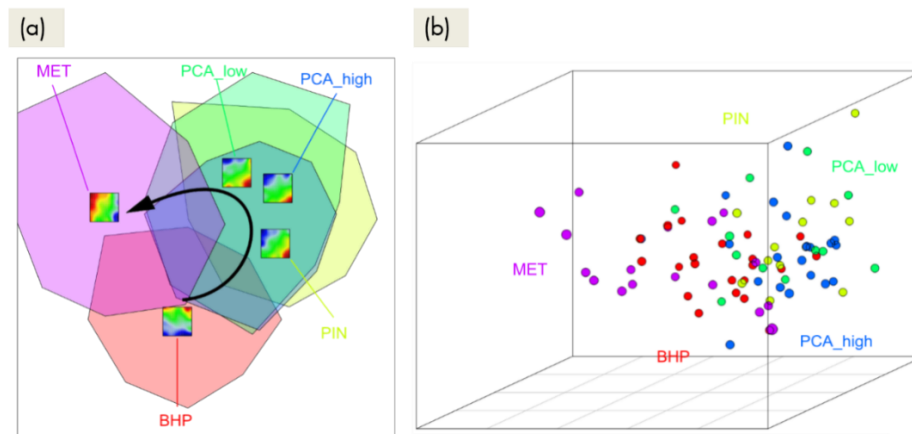 (a)
MET
PCA_low
PCA_high
PIN
BHP
(b)
PIN
PCA_low
MET
BHP
PCA_high